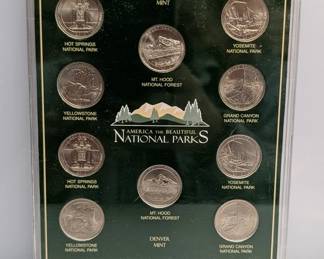 MINT
HOT SPRINGS
NATIONAL PARK
YOSEMITE
NATIONAL PARK
MT. HOOD
NATIONAL FOREST
YELLOWSTONE
NATIONAL PARK
GRAND CANYON
NATIONAL PARK
AMERICA THE BEAUTIFUL
NATIONAL PARKS
HOT SPRINGS
NATIONAL PARK
YOSEMITE
NATIONAL PARK
MT. HOOD
NATIONAL FOREST
YELLOWSTONE
NATIONAL PARK
DENVER
MINT
GRAND CANYON
NATIONAL PARK